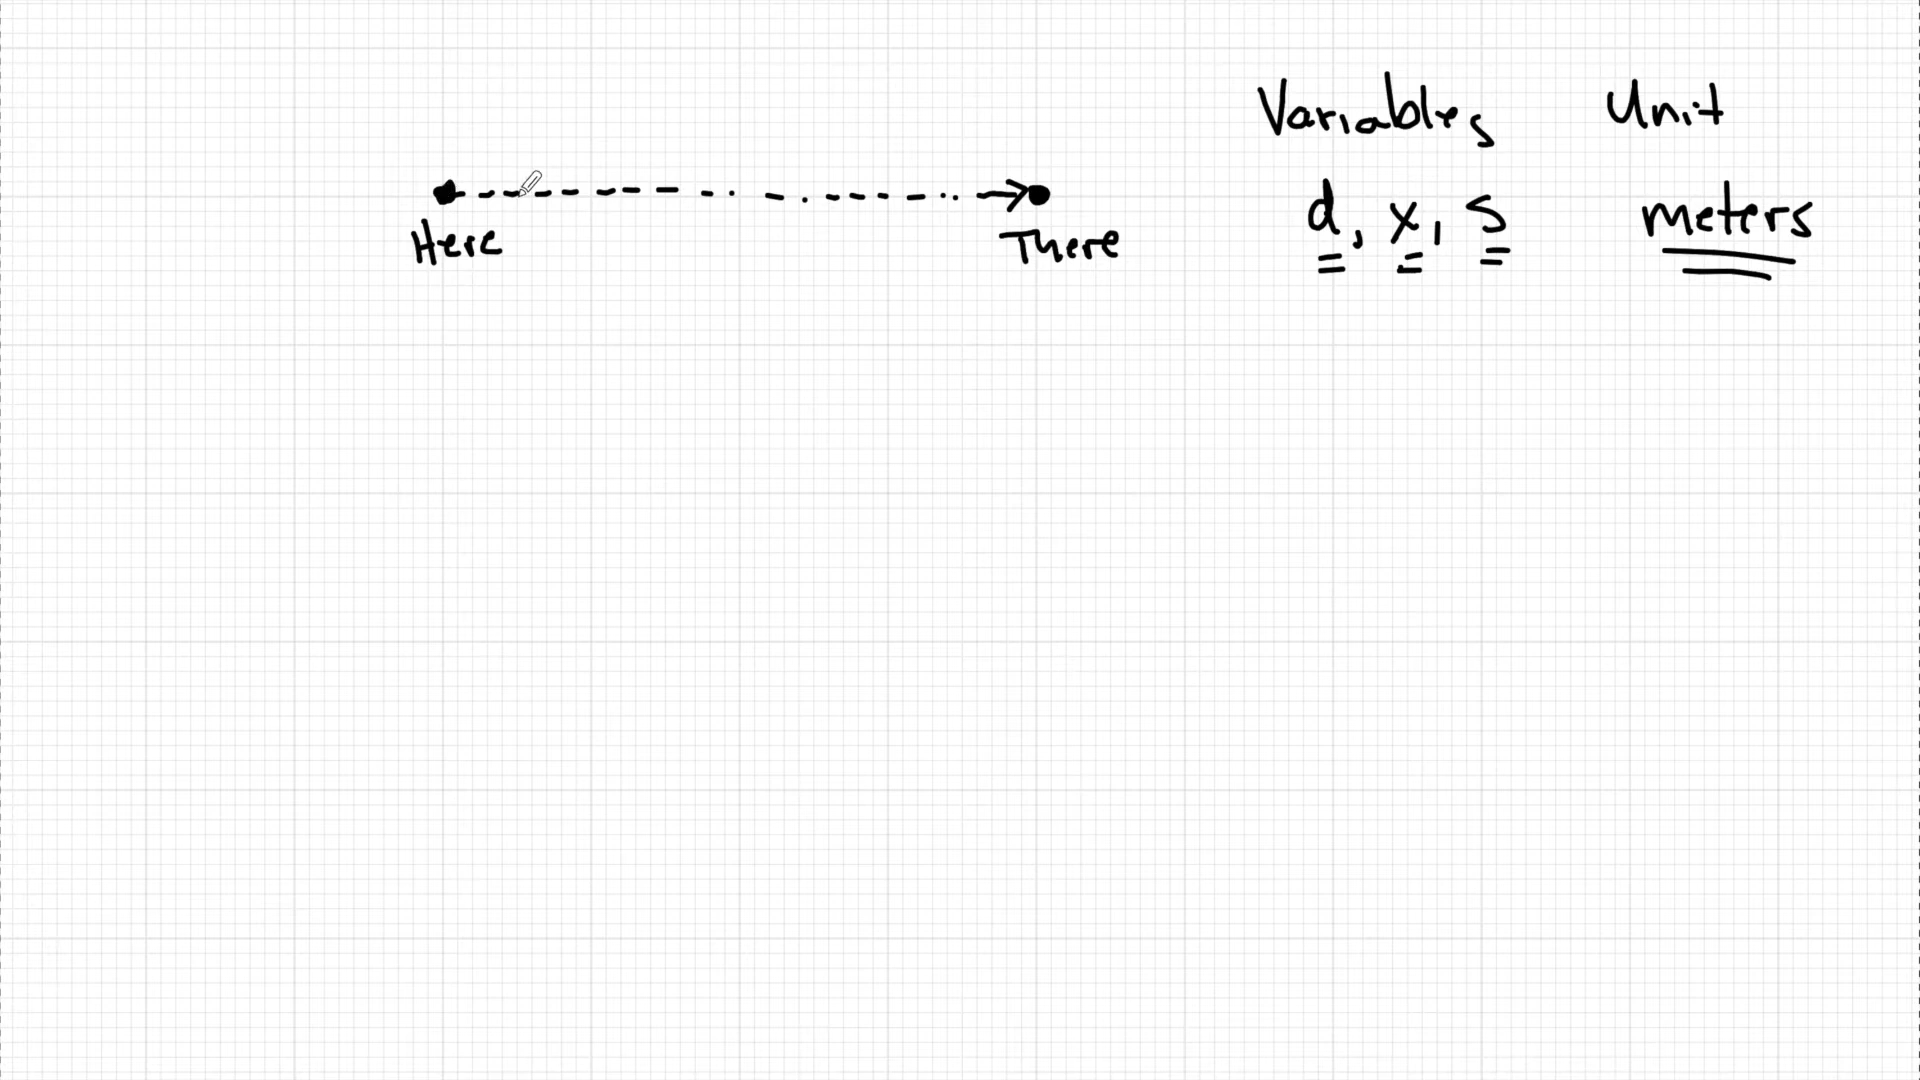 Variables Unit
Here There d, x, s meters